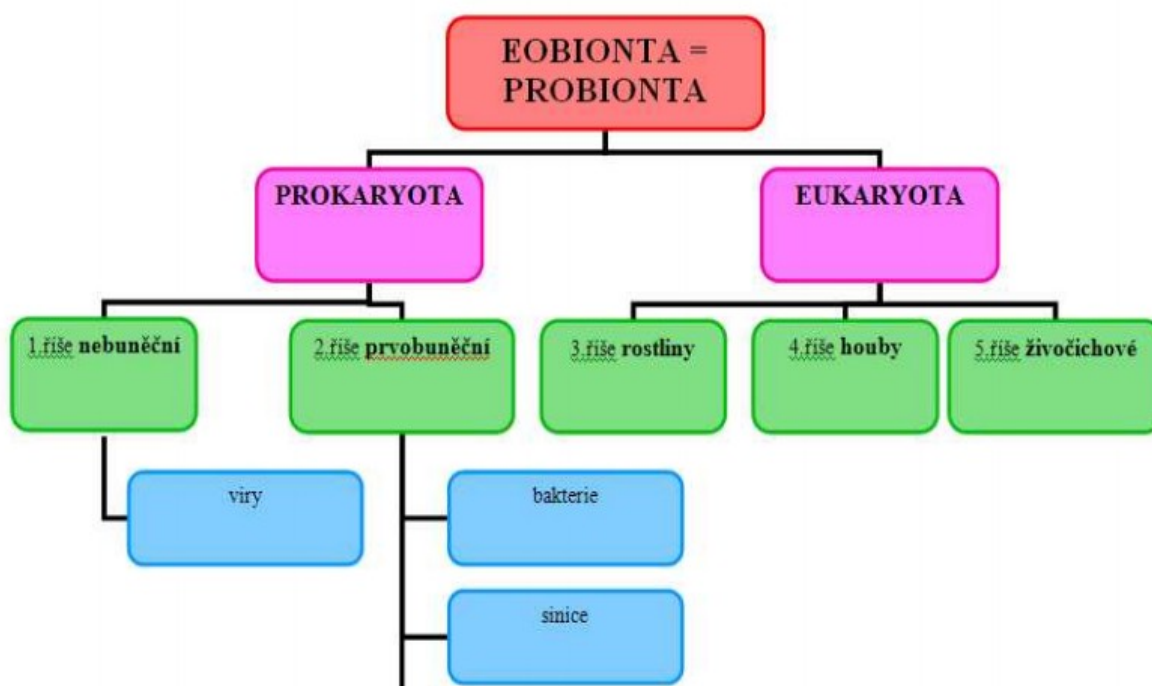 EOBIONTA =
PROBIONTA
PROKARYOTA
EUKARYOTA
1.říše nebuněční
2.říše prvobuněční
3.říše rostliny
4.říše houby
5.říše živočichové
viry
bakterie
sinice